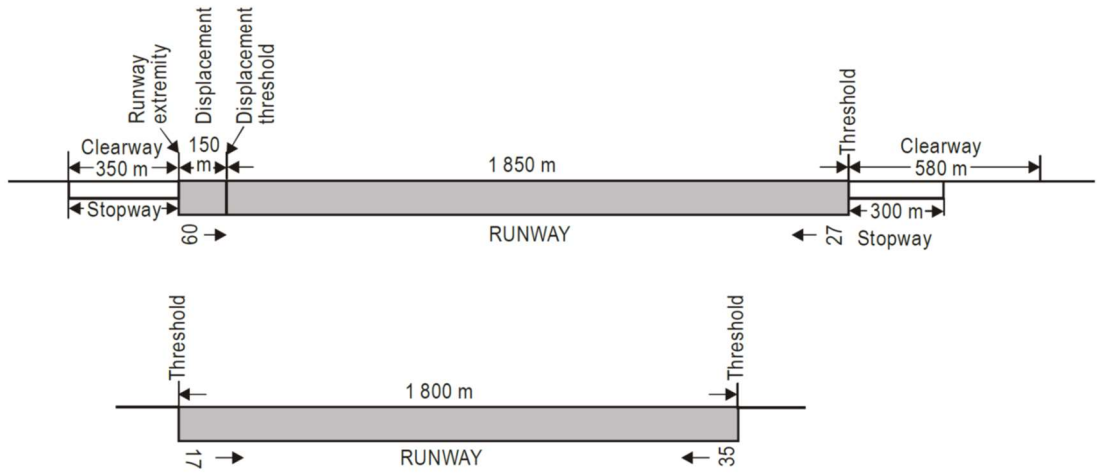 Runway
extremity
Displacement
Displacement
threshold
Threshold
Clearway
350 m
150
m
1 850 m
Clearway
580 m
Stopway
300 m
Stopway
09
RUNWAY
27
Threshold
Threshold
1 800 m
17
RUNWAY
35